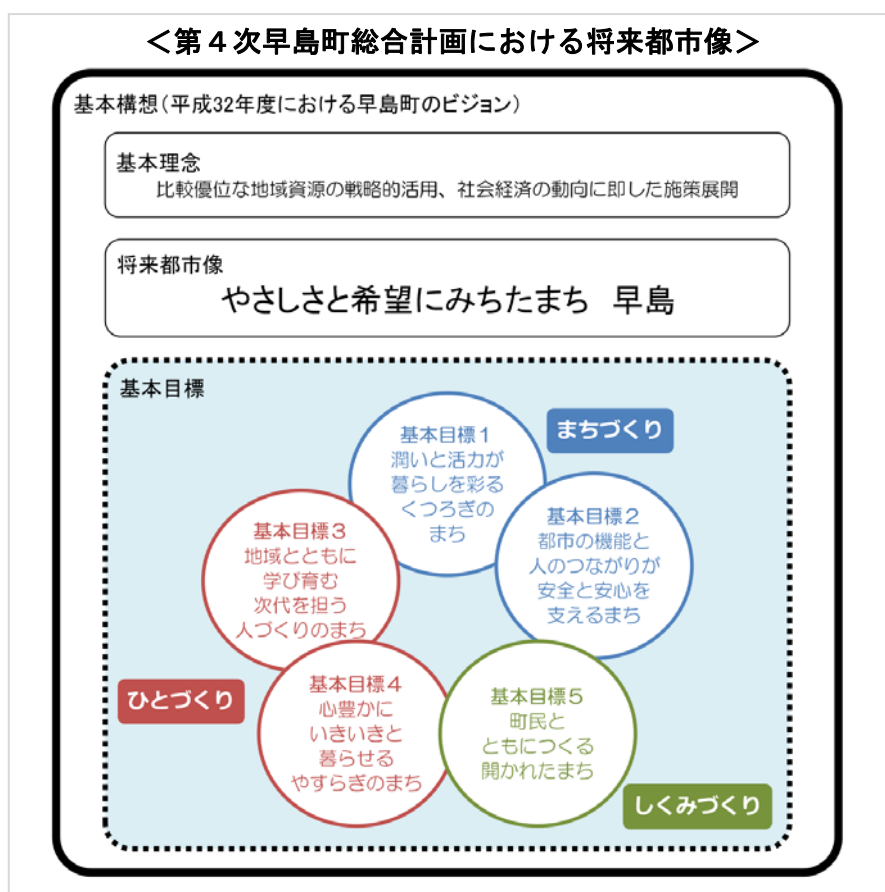 ＜第４次早島町総合計画における将来都市像＞
基本構想（平成32年度における早島町のビジョン）
基本理念
比較優位な地域資源の戦略的活用、社会経済の動向に即した施策展開
将来都市像
やさしさと希望にみちたまち　早島
基本目標
まちづくり
基本目標１
潤いと活力が
暮らしを彩る
くつろぎの
まち
基本目標２
都市の機能と
人のつながりが
安全と安心を
支えるまち
基本目標３
地域とともに
学び育む
次代を担う
人づくりのまち
ひとづくり
基本目標４
心豊かに
いきいきと
暮らせる
やすらぎのまち
基本目標５
町民と
ともにつくる
開かれたまち
しくみづくり